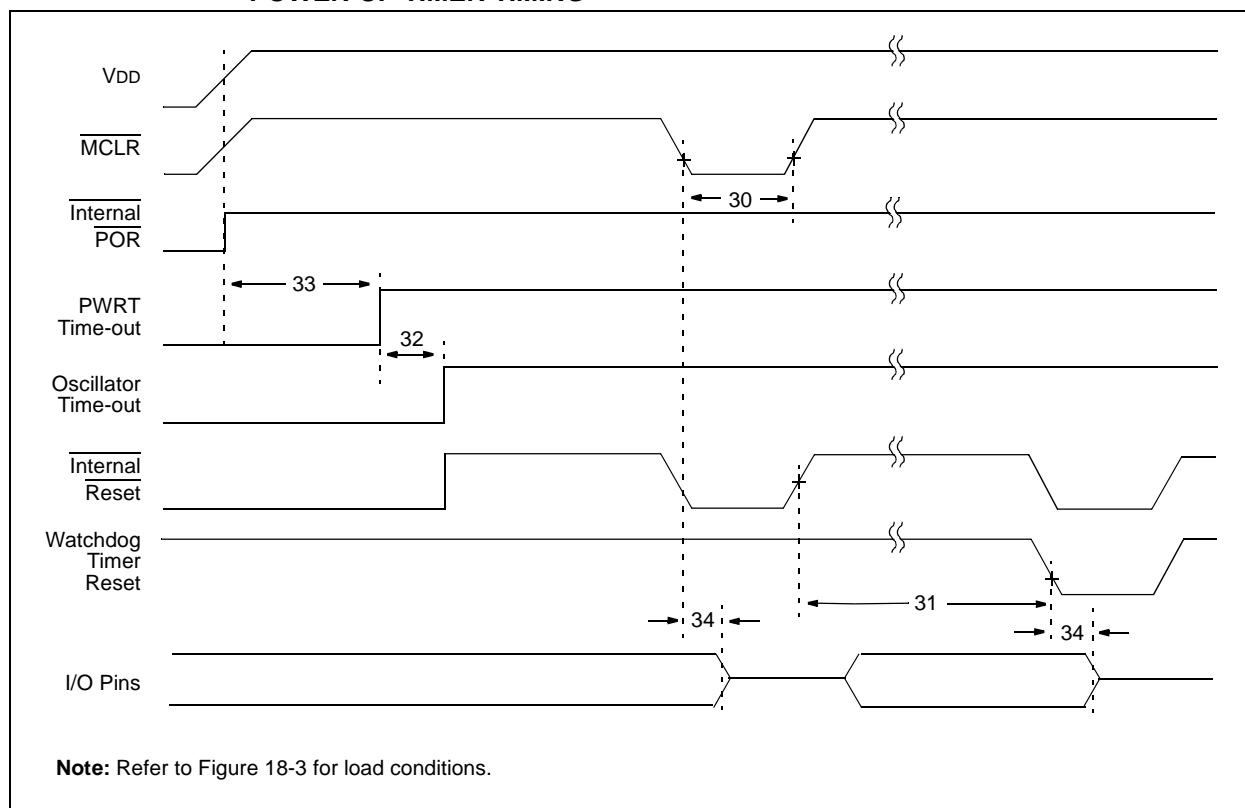 POWER-UP TIMER TIMING
VDD
MCLR
30
Internal
POR
33
PWRT
Time-out
32
Oscillator
Time-out
Internal
Reset
Watchdog
Timer
Reset
31
34
34
I/O Pins
Note: Refer to Figure 18-3 for load conditions.